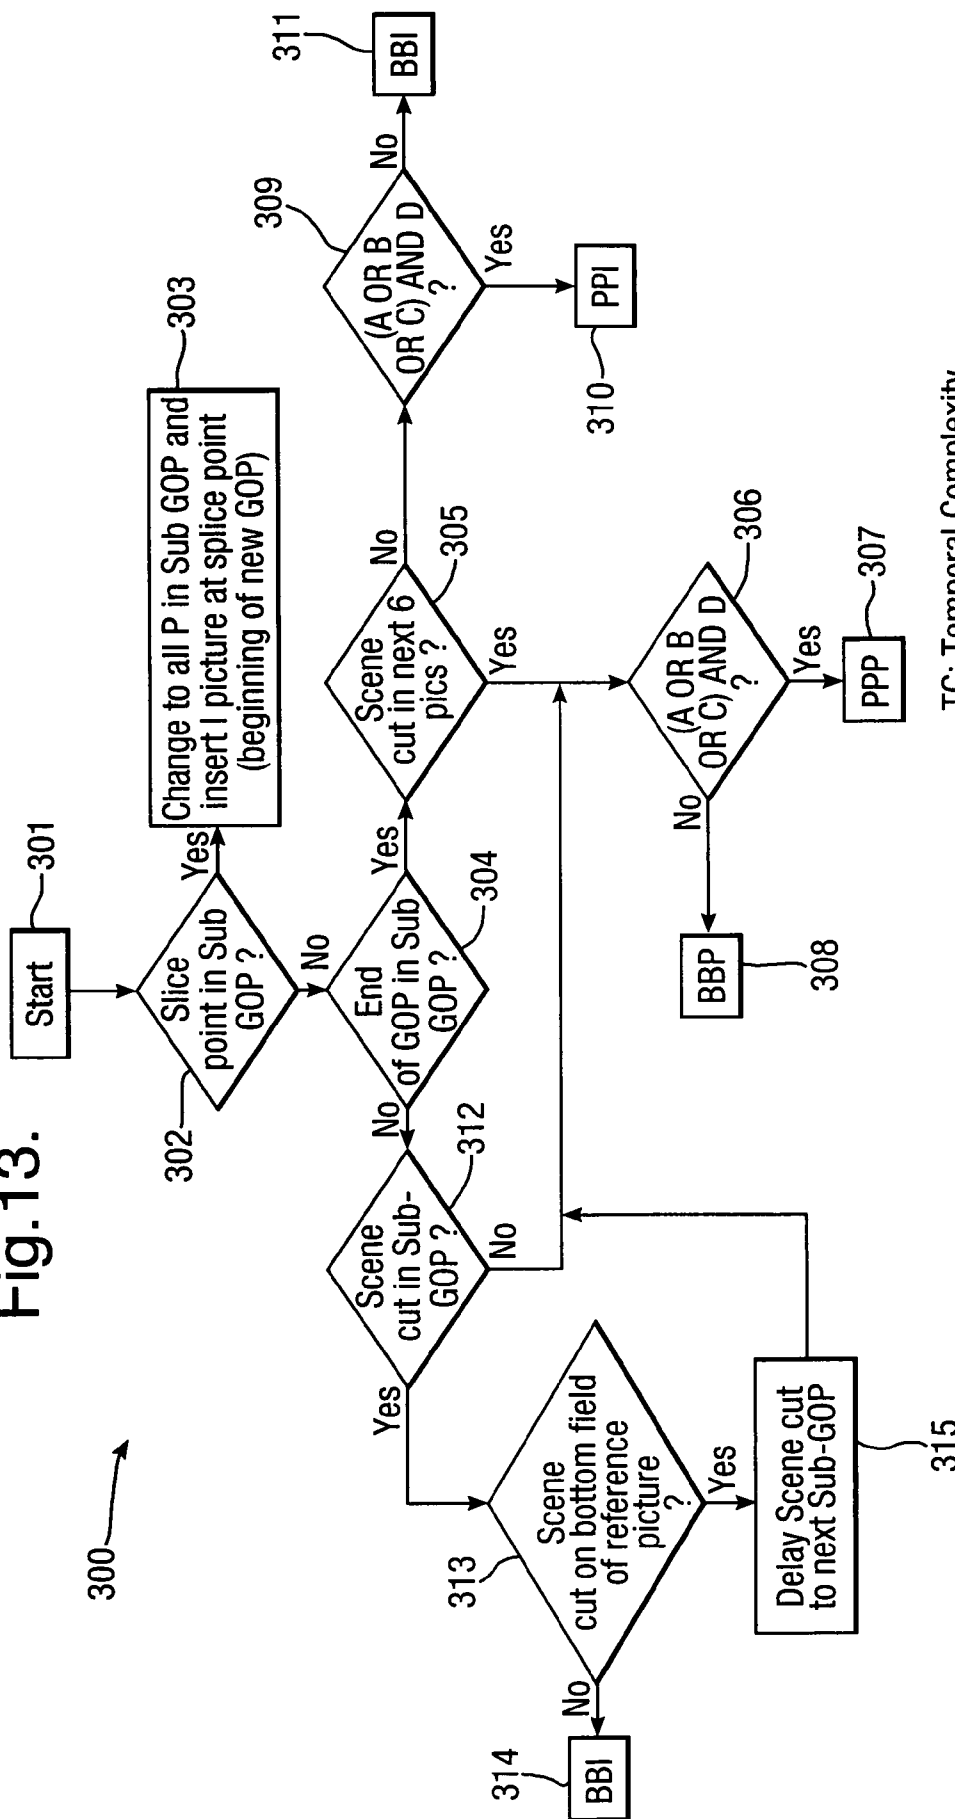 Fig.13.
300
Start
301
Slice
point in Sub
GOP ?
302
Yes
No
Change to all P in Sub GOP and
insert I picture at splice point
(beginning of new GOP)
303
End
of GOP in Sub
GOP ?
304
Yes
No
Scene
cut in next 6
pics ?
305
No
Yes
(A OR B
OR C) AND D
?
309
No
Yes
BBI
311
PPI
310
(A OR B
OR C) AND D
?
306
No
Yes
PPP
307
BBP
308
Scene
cut in Sub-
GOP ?
312
Yes
No
Scene
cut on bottom field
of reference
picture
?
313
No
Yes
BBI
314
Delay Scene cut
to next Sub-GOP
315
TC: Temporal Complexity